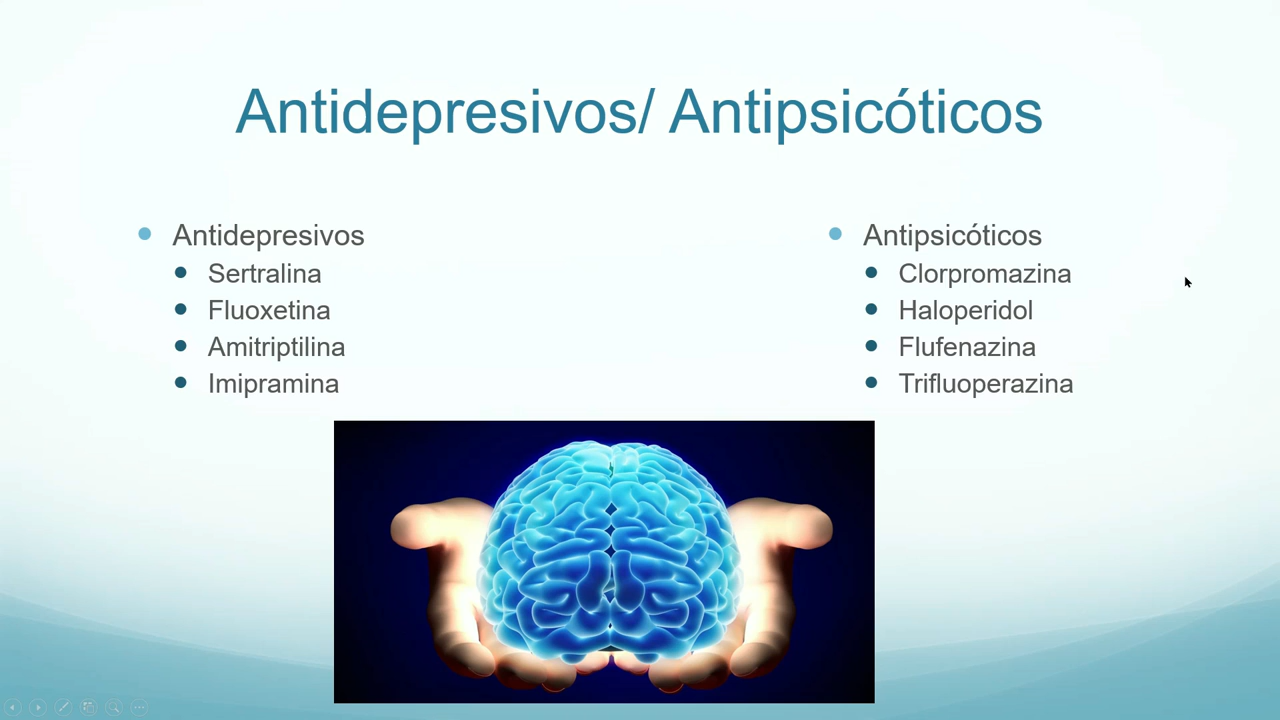 Antidepresivos/ Antipsicóticos
Antidepresivos
Sertralina
Fluoxetina
Amitriptilina
Imipramina
Antipsicóticos
Clorpromazina
Haloperidol
Flufenazina
Trifluoperazina